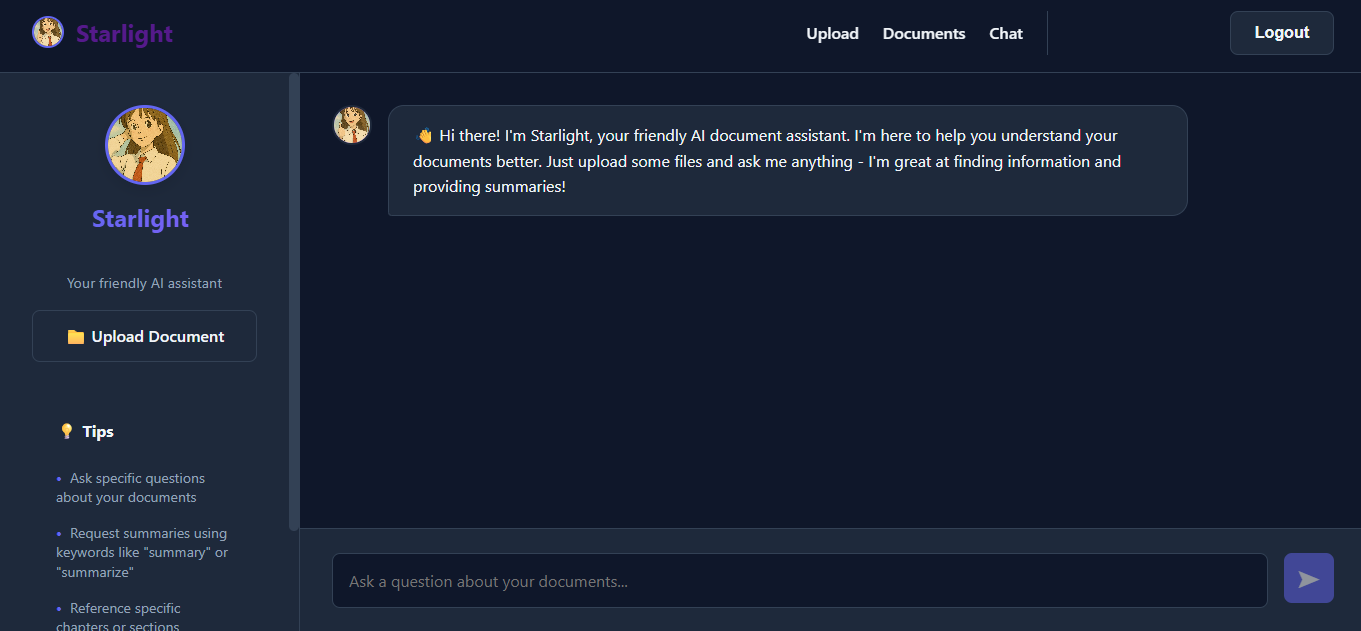 Starlight
Upload
Documents
Chat
Logout
Starlight
Your friendly AI assistant
📁 Upload Document
💡 Tips
• Ask specific questions
about your documents
• Request summaries using
keywords like "summary" or
"summarize"
• Reference specific
chapters or sections
👋 Hi there! I'm Starlight, your friendly AI document assistant. I'm here to help you understand your
documents better. Just upload some files and ask me anything - I'm great at finding information and
providing summaries!
Ask a question about your documents...